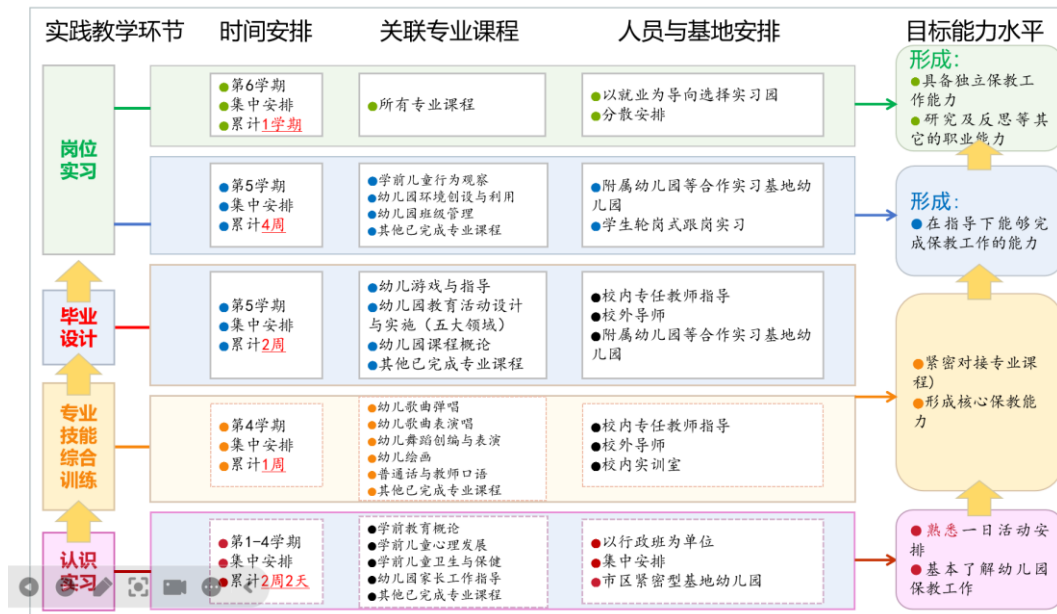 实践教学环节 时间安排 关联专业课程 人员与基地安排 目标能力水平
岗位
实习
第6学期
集中安排
累计1学期
所有专业课程
以就业为导向选择实习园
分散安排
形成:
具备独立保教工
作能力
研究及反思等其
它的职业能力
第5学期
集中安排
累计4周
学前儿童行为观察
幼儿园环境创设与利用
幼儿园班级管理
其他已完成专业课程
附属幼儿园等合作实习基地幼
儿园
学生轮岗式跟岗实习
形成:
在指导下能够完
成保教工作的能力
毕业
设计
第5学期
集中安排
累计2周
幼儿游戏与指导
幼儿园教育活动设计
与实施（五大领域）
幼儿园课程概论
其他已完成专业课程
校内专任教师指导
校外导师
附属幼儿园等合作实习基地幼
儿园
紧密对接专业课
程)
形成核心保教能
力
专业
技能
综合
训练
第4学期
集中安排
累计1周
幼儿歌曲弹唱
幼儿歌曲表演唱
幼儿舞蹈创编与表演
幼儿绘画
普通话与教师口语
其他已完成专业课程
校内专任教师指导
校外导师
校内实训室
认识
实习
第1-4学期
集中安排
累计2周2天
学前教育概论
学前儿童心理发展
学前儿童卫生与保健
幼儿园家长工作指导
其他已完成专业课程
以行政班为单位
集中安排
市区紧密型基地幼儿园
熟悉一日活动安
排
基本了解幼儿园
保教工作